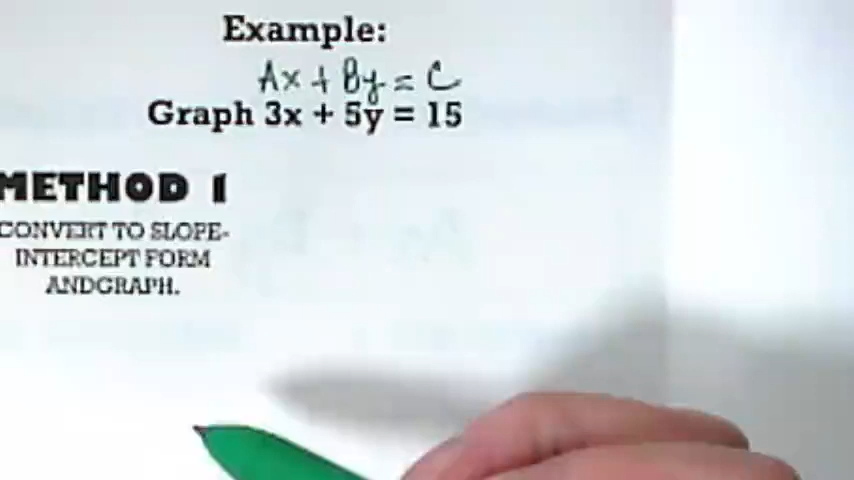 Example:
Ax + By = C
Graph 3x + 5y = 15
METHOD 1
CONVERT TO SLOPE-
INTERCEPT FORM
ANDGRAPH.